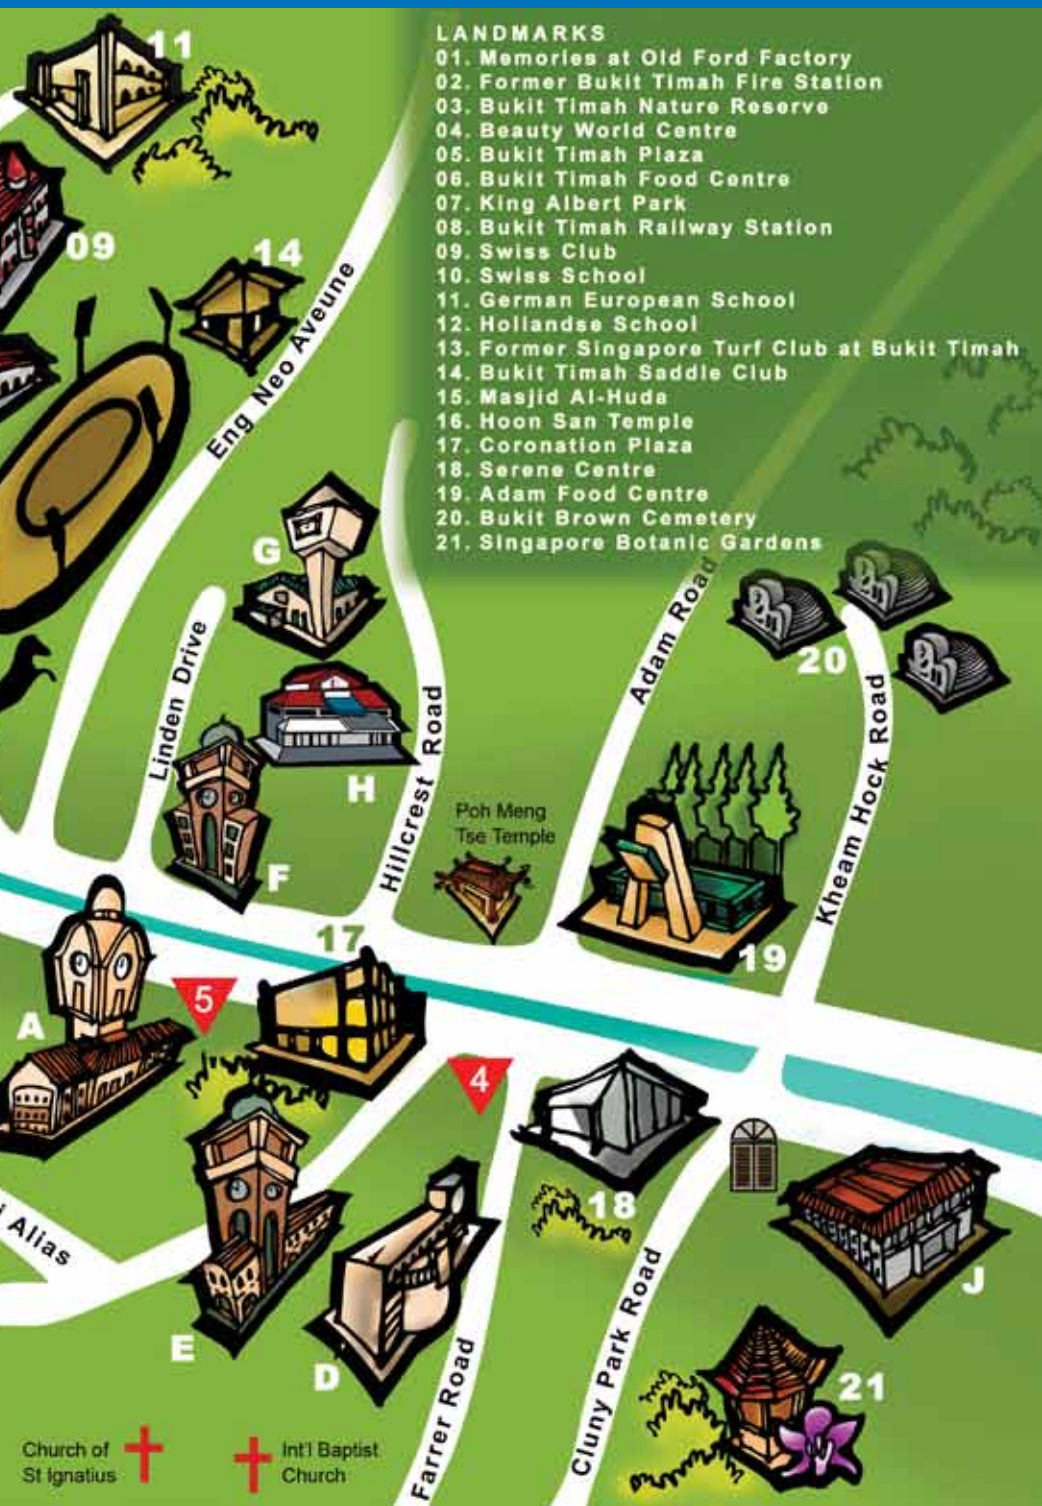 LANDMARKS
01. Memories at Old Ford Factory
02. Former Bukit Timah Fire Station
03. Bukit Timah Nature Reserve
04. Beauty World Centre
05. Bukit Timah Plaza
06. Bukit Timah Food Centre
07. King Albert Park
08. Bukit Timah Railway Station
09. Swiss Club
10. Swiss School
11. German European School
12. Hollandse School
13. Former Singapore Turf Club at Bukit Timah
14. Bukit Timah Saddle Club
15. Masjid Al-Huda
16. Hoon San Temple
17. Coronation Plaza
18. Serene Centre
19. Adam Food Centre
20. Bukit Brown Cemetery
21. Singapore Botanic Gardens
11
09
14
Eng Neo Aveune
G
Linden Drive
H
Hillcrest Road
F
Adam Road
20
Kheam Hock Road
Poh Meng
Tse Temple
19
17
5
A
4
18
Alias
E
D
J
Farrer Road
Cluny Park Road
21
Church of
St Ignatius
Int'l Baptist
Church